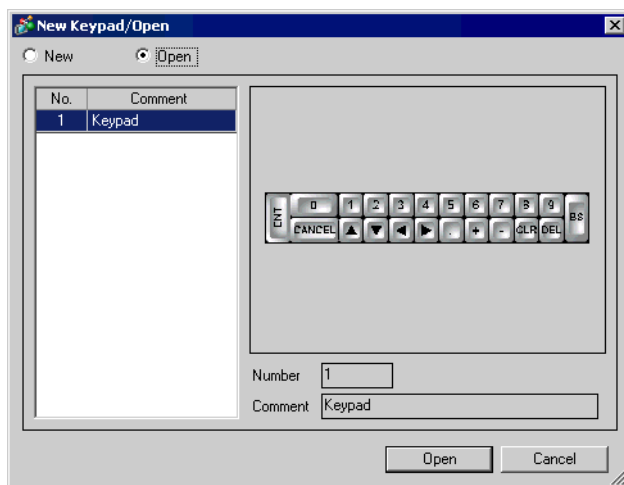 New Keypad/Open
New Open
No. Comment
1 Keypad
ENT 0 1 2 3 4 5 6 7 8 9 BS
CANCEL . + - CLR DEL
Number 1
Comment Keypad
Open Cancel